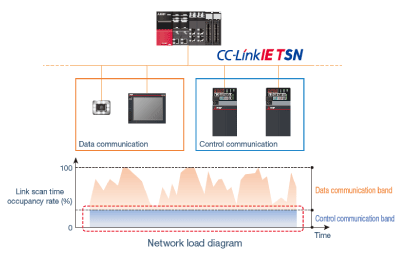 CC-Link IE TSN
Data communication
Control communication
100
Link scan time
occupancy rate (%)
0
Data communication band
Control communication band
Time
Network load diagram